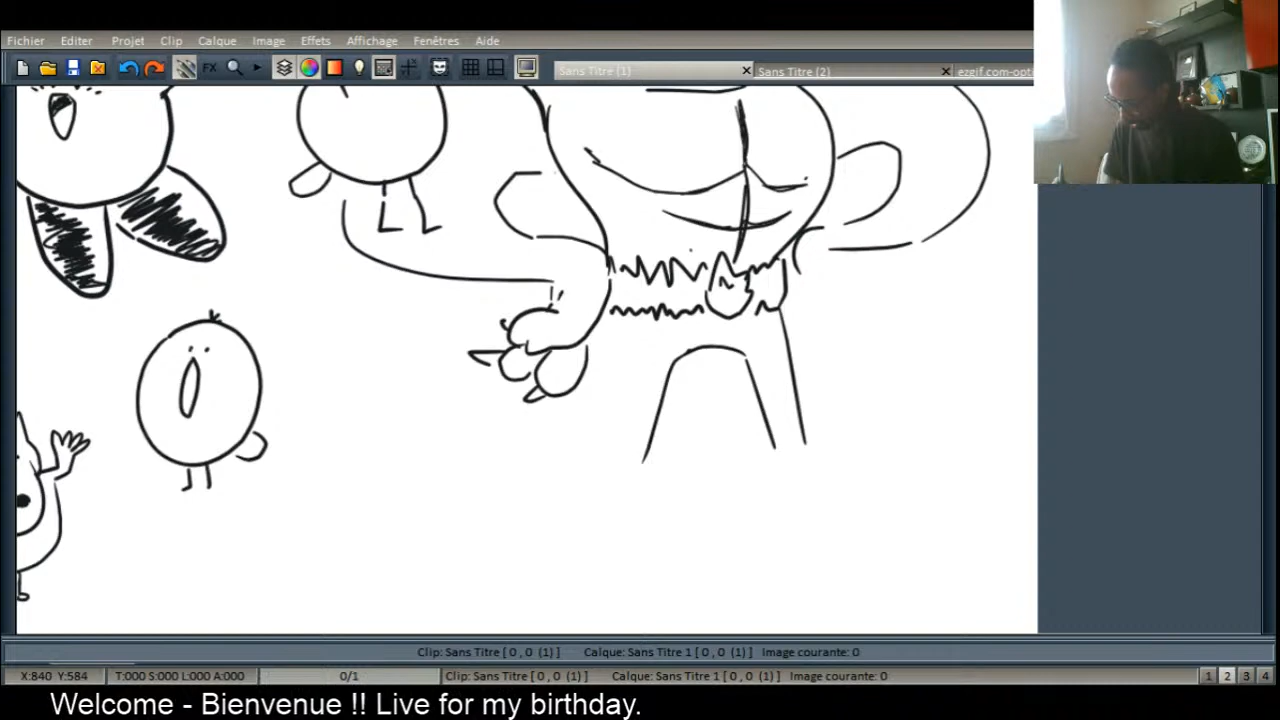 Fichier Editer Projet Clip Calque Image Effets Affichage Fenêtres Aide
FX Sans Titre (1) Sans Titre (2) ezgif.com-opti
Clip: Sans Titre [ 0 , 0 (1) ] Calque: Sans Titre 1 [ 0 , 0 (1) ] Image courante: 0
X:840 Y:584 T:000 S:000 L:000 A:000 0/1 Clip: Sans Titre [ 0 , 0 (1) ] Calque: Sans Titre 1 [ 0 , 0 (1) ] Image courante: 0 1 2 3 4
Welcome - Bienvenue !! Live for my birthday.